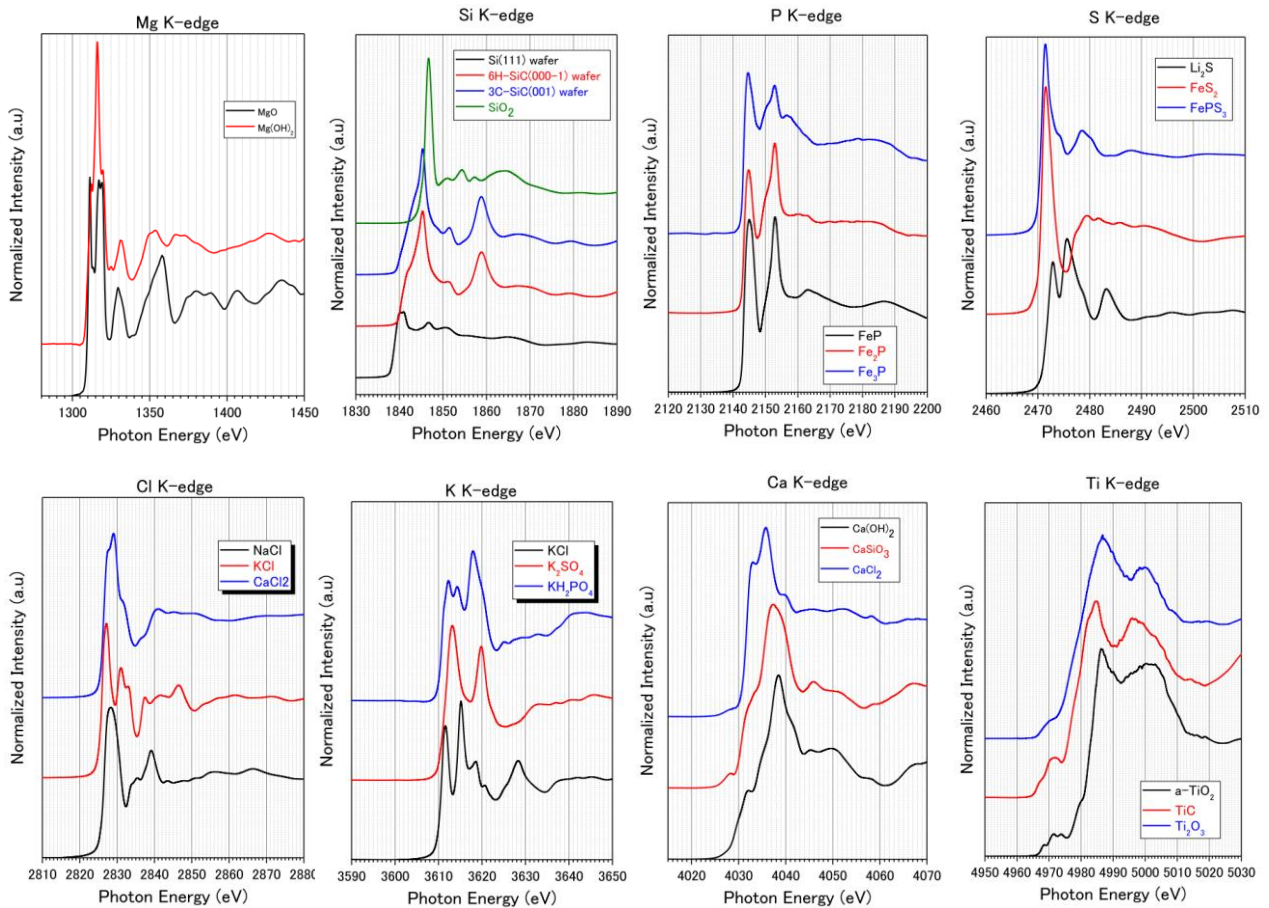 Mg K-edge
Normalized Intensity (a.u)
MgO
Mg(OH)₂
1300 1350 1400 1450
Photon Energy (eV)
Si K-edge
Normalized Intensity (a.u)
Si(111) wafer
6H-SiC(000-1) wafer
3C-SiC(001) wafer
SiO₂
1830 1840 1850 1860 1870 1880 1890
Photon Energy (eV)
P K-edge
Normalized Intensity (a.u)
FeP
Fe₂P
Fe₃P
2120 2130 2140 2150 2160 2170 2180 2190 2200
Photon Energy (eV)
S K-edge
Normalized Intensity (a.u)
Li₂S
FeS₂
FePS₃
2460 2470 2480 2490 2500 2510
Photon Energy (eV)
Cl K-edge
Normalized Intensity (a.u)
NaCl
KCl
CaCl2
2810 2820 2830 2840 2850 2860 2870
Photon Energy (eV)
K K-edge
Normalized Intensity (a.u)
KCl
K₂SO₄
KH₂PO₄
3590 3600 3610 3620 3630 3640 3650
Photon Energy (eV)
Ca K-edge
Normalized Intensity (a.u)
Ca(OH)₂
CaSiO₃
CaCl₂
4020 4030 4040 4050 4060 4070
Photon Energy (eV)
Ti K-edge
Normalized Intensity (a.u)
a-TiO₂
TiC
Ti₂O₃
4950 4960 4970 4980 4990 5000 5010 5020 5030
Photon Energy (eV)